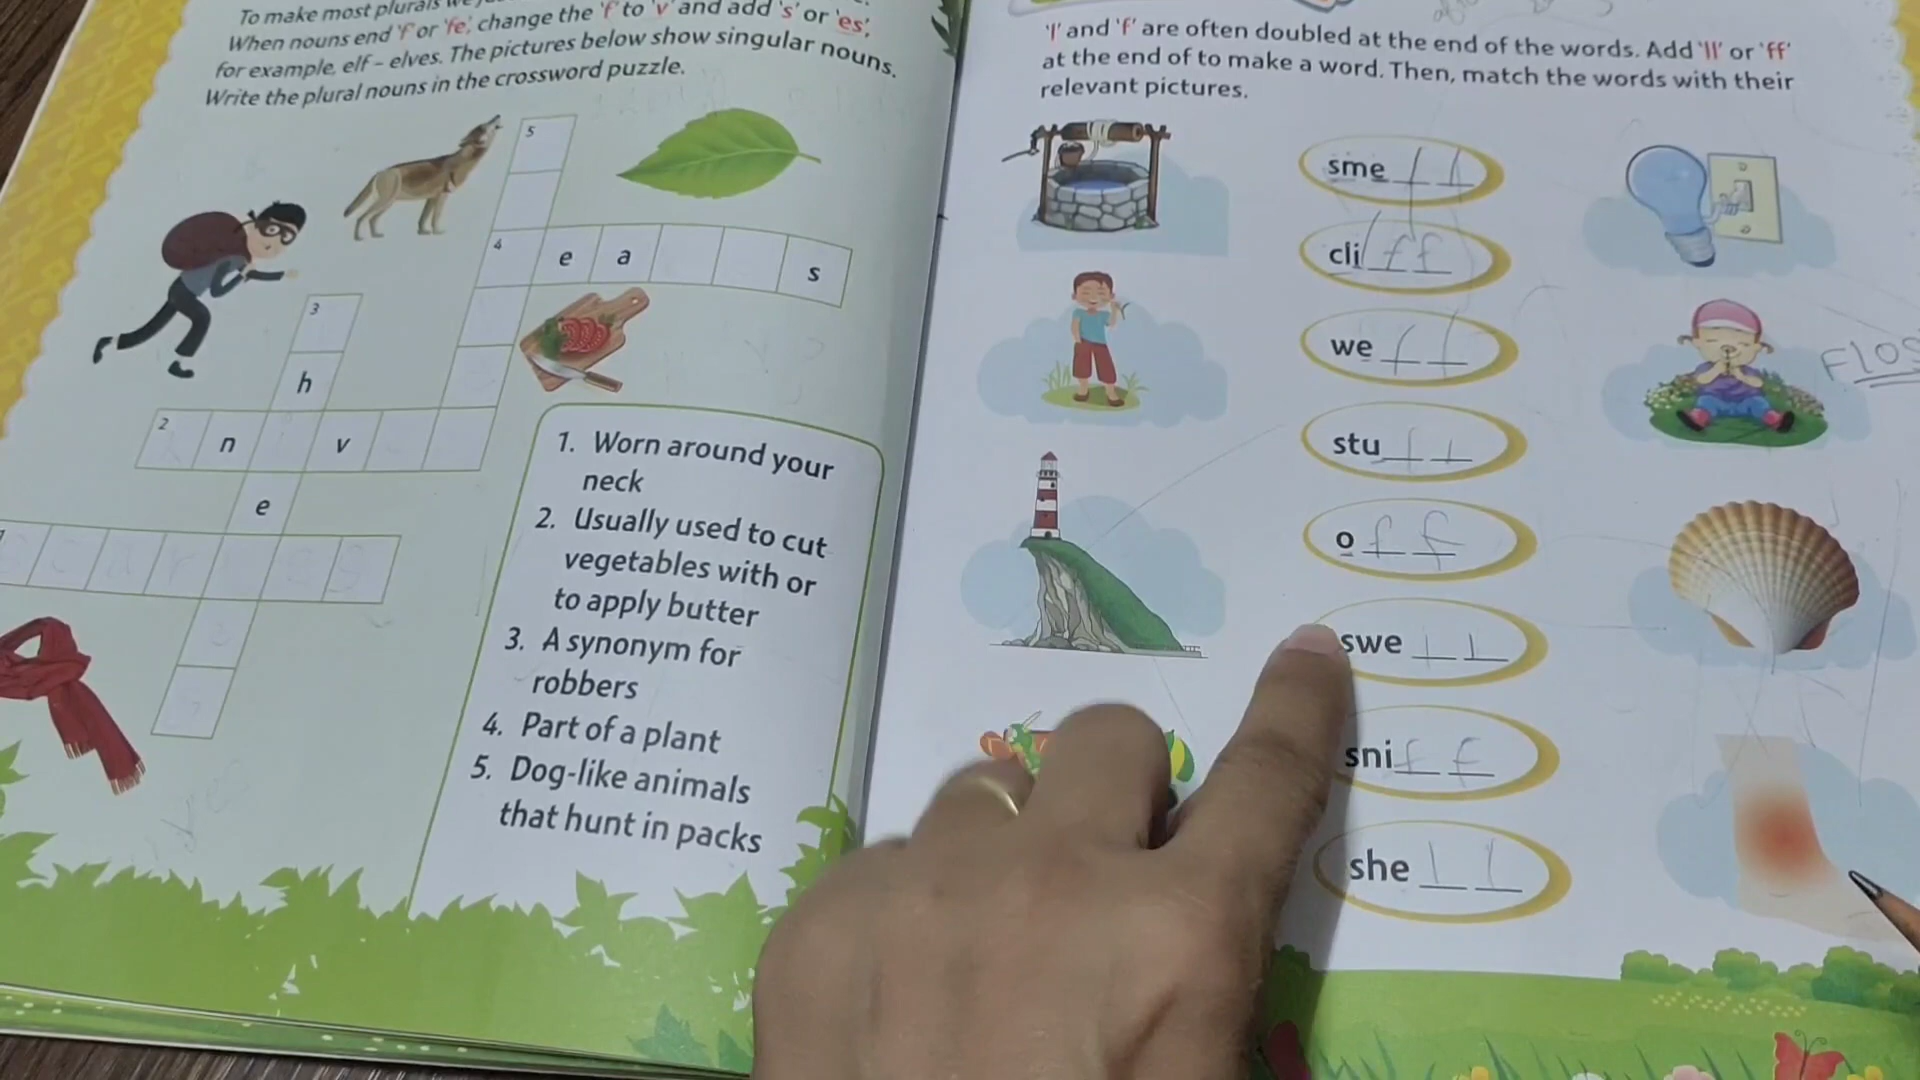 To make most plurals we
When nouns end 'f' or 'fe', change the 'f' to 'v' and add 's' or 'es',
for example, elf – elves. The pictures below show singular nouns.
Write the plural nouns in the crossword puzzle.
5
4 e a s
3
h
2 n v
e
1. Worn around your
neck
2. Usually used to cut
vegetables with or
to apply butter
3. A synonym for
robbers
4. Part of a plant
5. Dog-like animals
that hunt in packs
'l' and 'f' are often doubled at the end of the words. Add 'll' or 'ff'
at the end of to make a word. Then, match the words with their
relevant pictures.
sme l l
cli f f
we l l
stu
o f f
swe l l
sni f f
she l l
FLOS